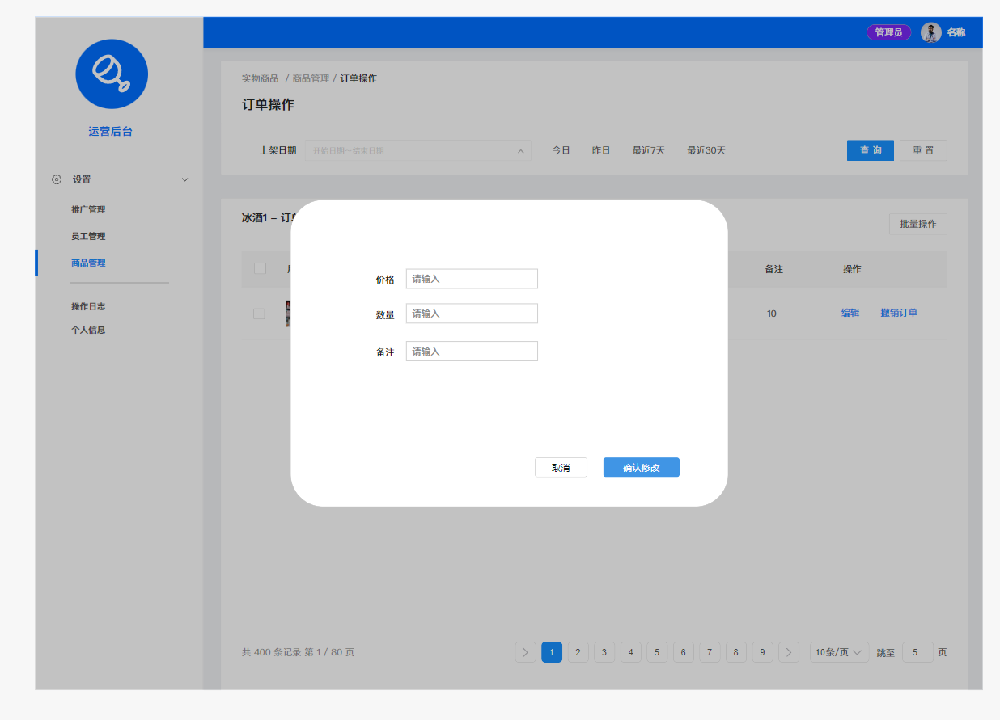 管理员 名称
运营后台
设置
推广管理
员工管理
商品管理
操作日志
个人信息
实物商品 / 商品管理 / 订单操作
订单操作
上架日期 开始日期-结束日期 今日 昨日 最近7天 最近30天 查询 重置
冰酒1 – 订
批量操作
备注 操作
10 编辑 撤销订单
价格 请输入
数量 请输入
备注 请输入
取消 确认修改
共 400 条记录 第 1 / 80 页
1 2 3 4 5 6 7 8 9 10条/页 跳至 5 页